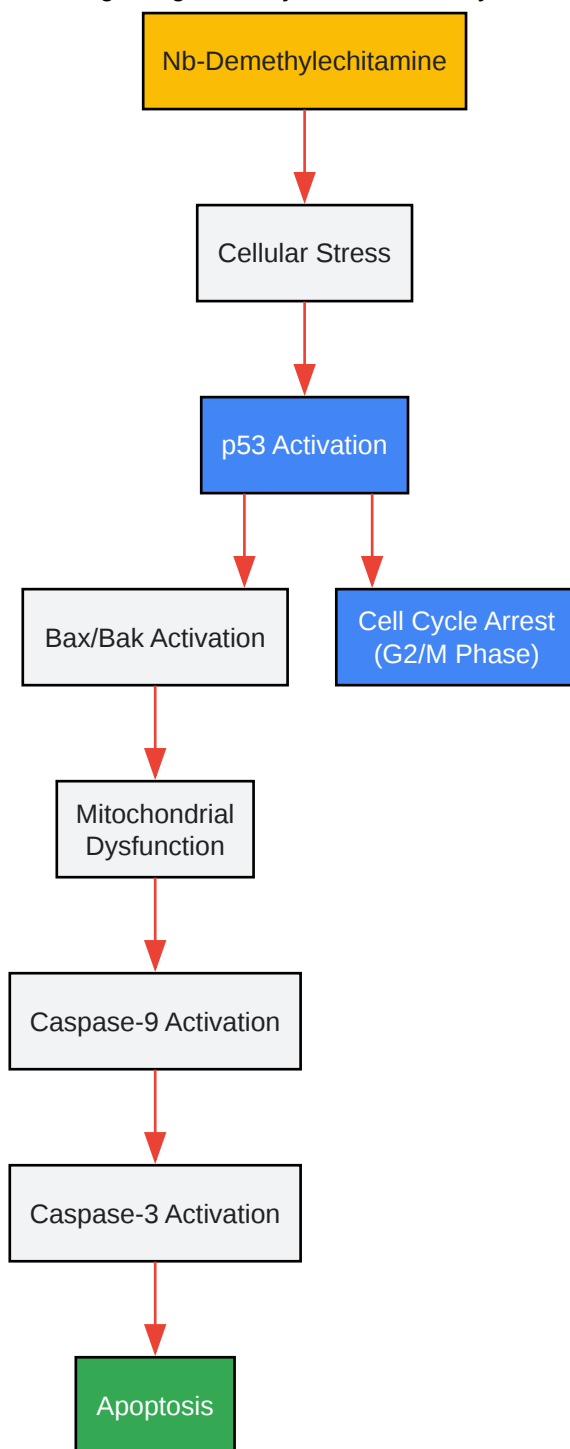 Nb-Demethylechitamine
Cellular Stress
p53 Activation
Bax/Bak Activation
Cell Cycle Arrest
(G2/M Phase)
Mitochondrial
Dysfunction
Caspase-9 Activation
Caspase-3 Activation
Apoptosis